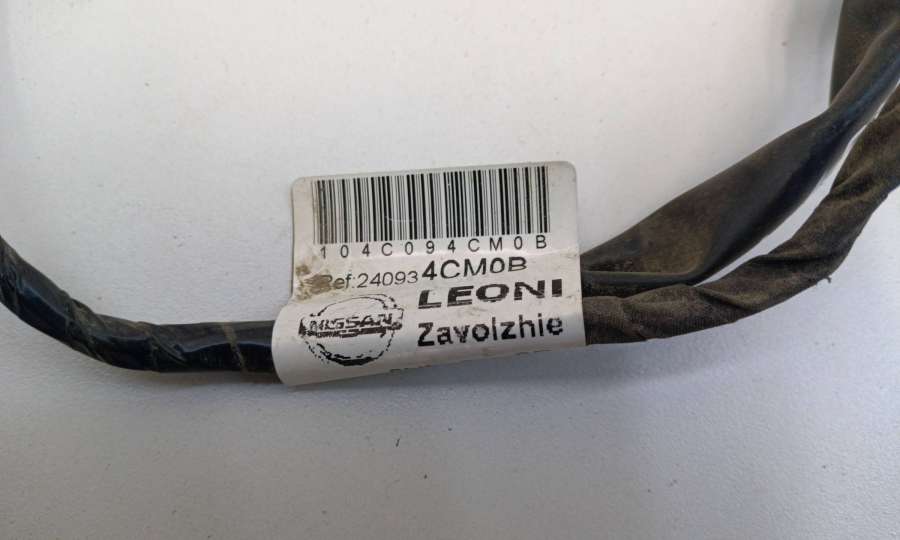 104C094CM0B
Ref:24093 4CM0B
NISSAN
LEONI
Zavolzhie